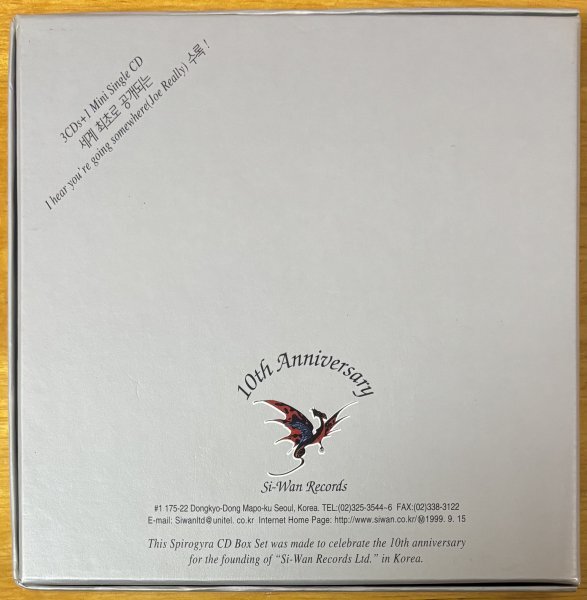 3CDs+1 Mini Single CD
세계 최초로 공개되는
I hear you're going somewhere(Joe Really) 수록 !
10th Anniversary
Si-Wan Records
#1 175-22 Dongkyo-Dong Mapo-ku Seoul, Korea. TEL:(02)325-3544~6 FAX:(02)338-3122
E-mail: Siwanltd@unitel.co.kr Internet Home Page: http://www.siwan.co.kr/Ⓜ1999. 9. 15
This Spirogyra CD Box Set was made to celebrate the 10th anniversary
for the founding of "Si-Wan Records Ltd." in Korea.